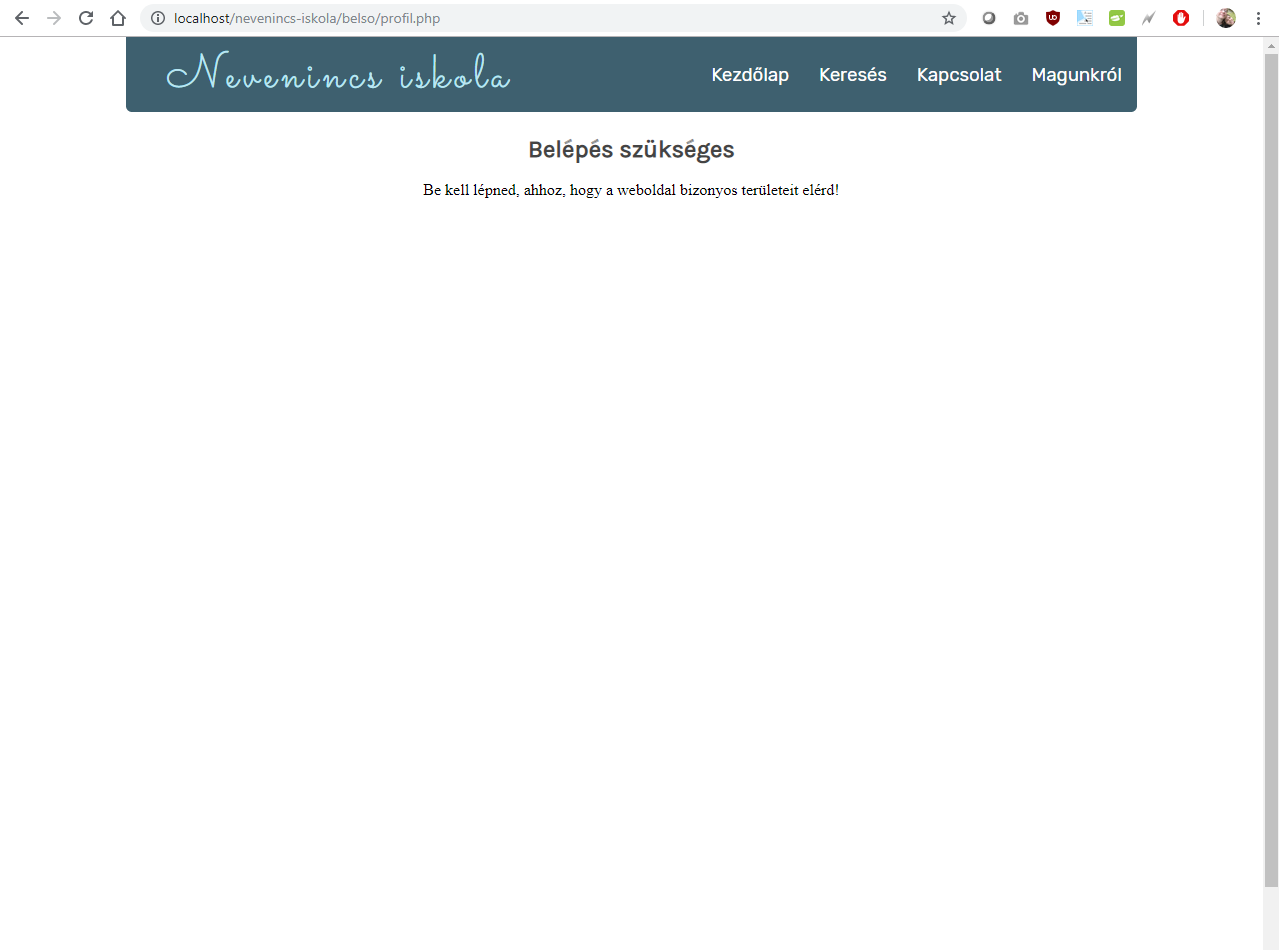 localhost/nevenincs-iskola/belso/profil.php
Nevenincs iskola
Kezdőlap Keresés Kapcsolat Magunkról
Belépés szükséges
Be kell lépned, ahhoz, hogy a weboldal bizonyos területeit elérd!